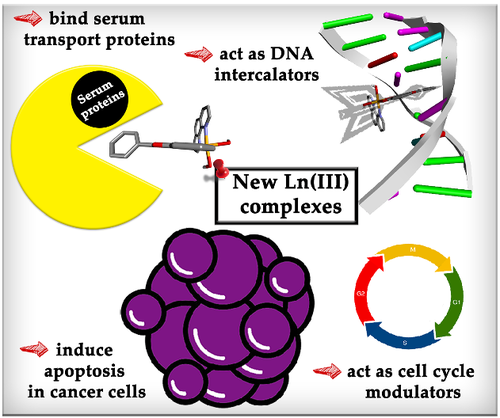 bind serum
transport proteins
act as DNA
intercalators
Serum
proteins
New Ln(III)
complexes
M
G2
G1
S
induce
apoptosis
in cancer cells
act as cell cycle
modulators